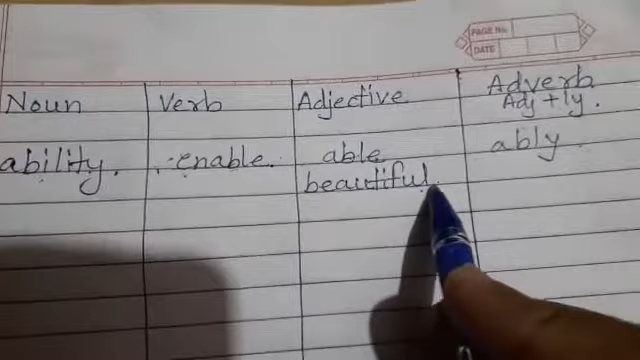 PAGE No:
DATE
Noun Verb Adjective Adverb
Adj + ly.
ability. enable. able ably
beautiful